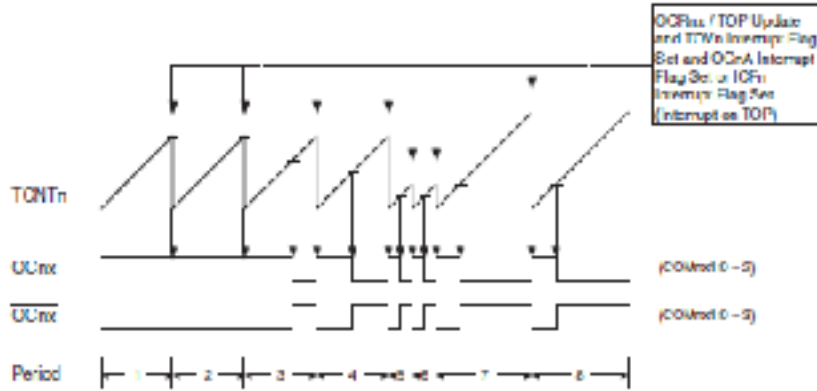 OCRnx / TOP Update
and TOVn Interrupt Flag
Set and OCnA Interrupt
Flag Set or ICFn
Interrupt Flag Set
(Interrupt on TOP)
TCNTn
OCnx
OCnx
Period
1 2 3 4 5 6 7 8